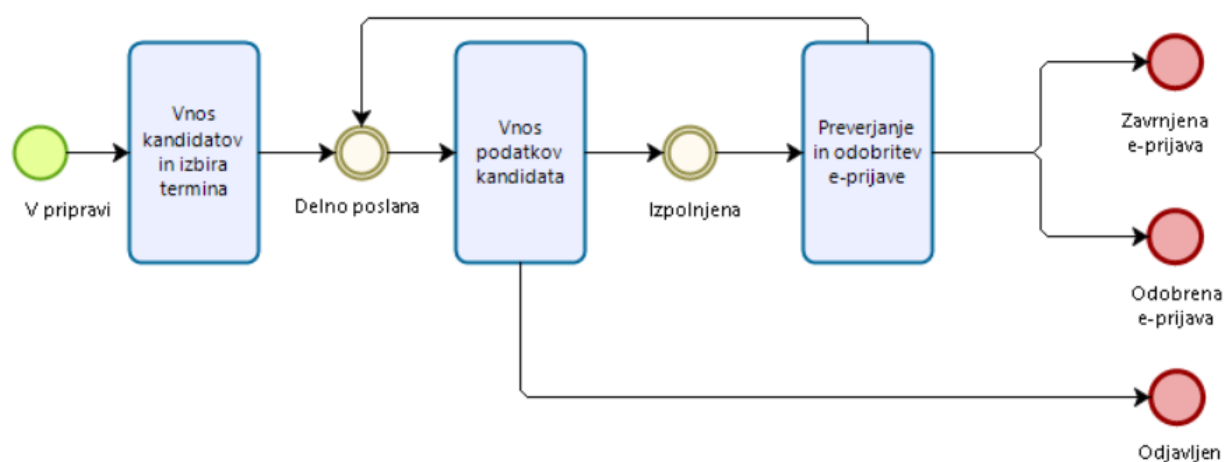 V pripravi
Vnos
kandidatov
in izbira
termina
Delno poslana
Vnos
podatkov
kandidata
Izpolnjena
Preverjanje
in odobritev
e-prijave
Zavrnjena
e-prijava
Odobrena
e-prijava
Odjavljen